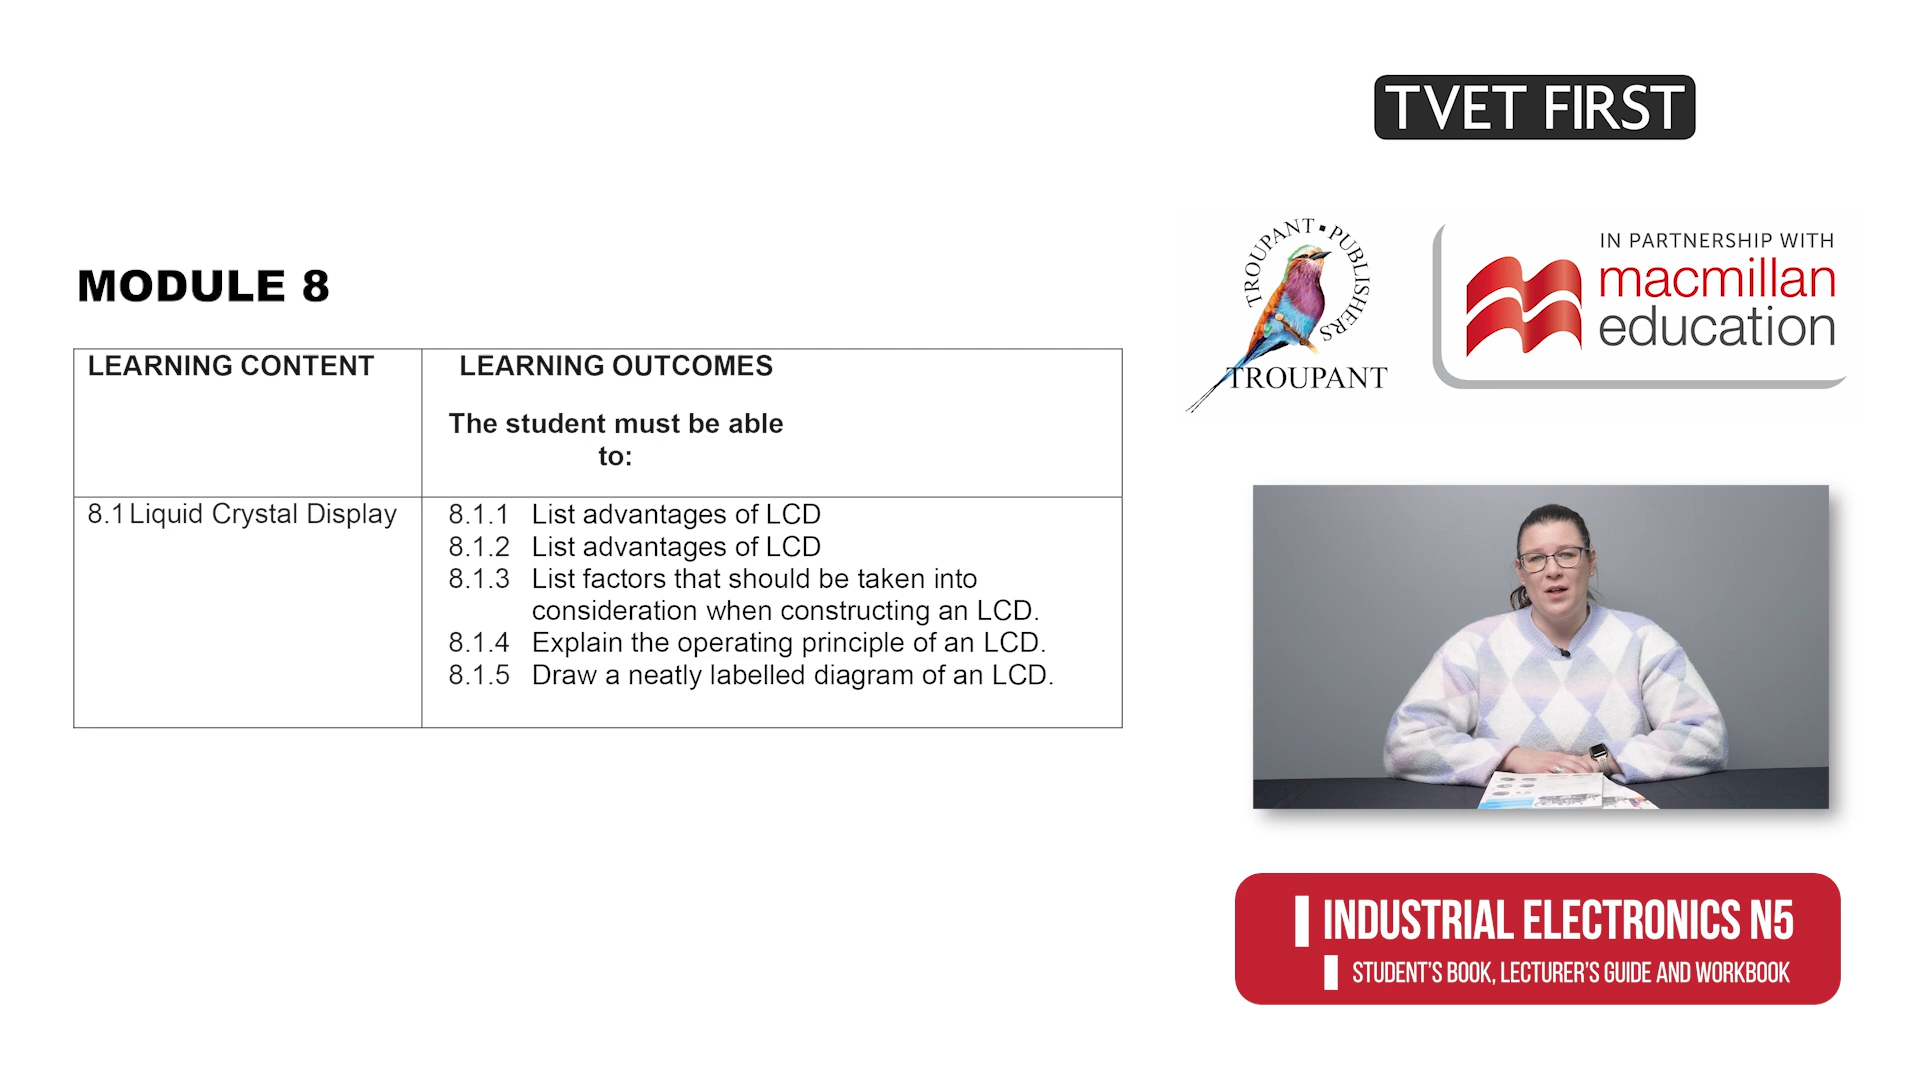 TVET FIRST
TROUPANT ▪ PUBLISHERS
TROUPANT
IN PARTNERSHIP WITH
macmillan
education
MODULE 8
LEARNING CONTENT
LEARNING OUTCOMES
The student must be able
to:
8.1 Liquid Crystal Display
8.1.1 List advantages of LCD
8.1.2 List advantages of LCD
8.1.3 List factors that should be taken into
consideration when constructing an LCD.
8.1.4 Explain the operating principle of an LCD.
8.1.5 Draw a neatly labelled diagram of an LCD.
INDUSTRIAL ELECTRONICS N5
STUDENT'S BOOK, LECTURER'S GUIDE AND WORKBOOK